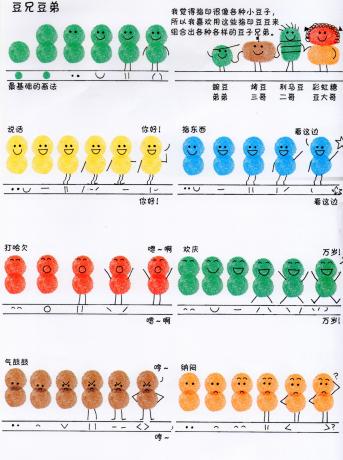 豆兄豆弟
我觉得指印很像各种小豆子,
所以我喜欢用这些指印豆豆来
组合出各种各样的豆子兄弟。
最基础的画法
豌豆 烤豆 利马豆 彩虹糖
弟弟 三哥 二哥 豆大哥
说话
你好!
你好!
指东西
看这边
看这边
打哈欠
嗯~啊
嗯~啊
欢庆
万岁!
万岁!
气鼓鼓
哼~
哼~
纳闷
?
?